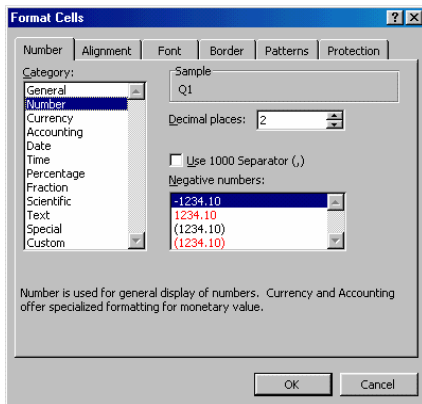 Format Cells
Number Alignment Font Border Patterns Protection
Category:
General
Number
Currency
Accounting
Date
Time
Percentage
Fraction
Scientific
Text
Special
Custom
Sample
Q1
Decimal places: 2
Use 1000 Separator (,)
Negative numbers:
-1234.10
1234.10
(1234.10)
(1234.10)
Number is used for general display of numbers. Currency and Accounting
offer specialized formatting for monetary value.
OK Cancel